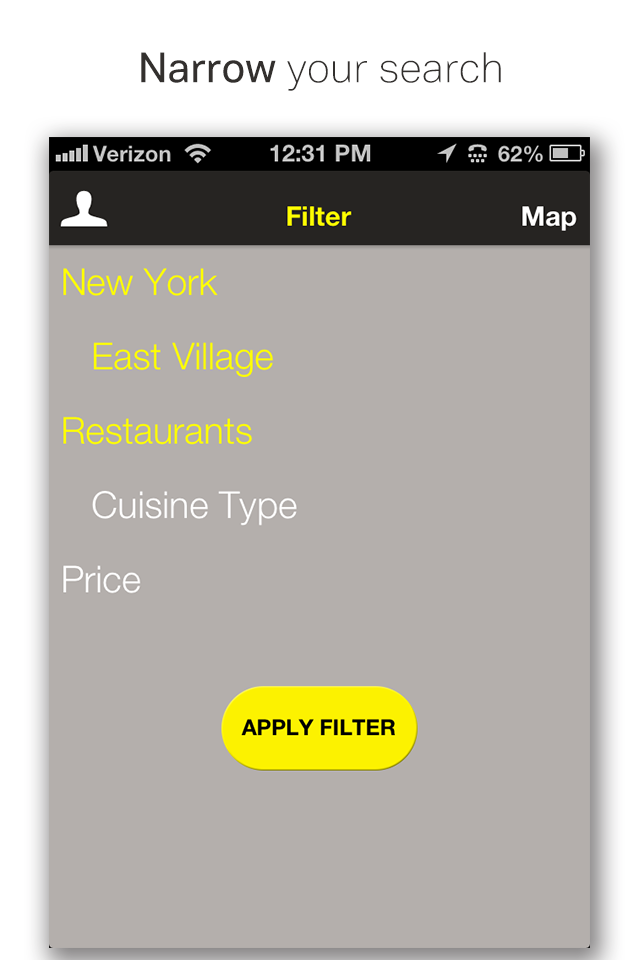 Narrow your search
Verizon 12:31 PM 62%
Filter Map
New York
East Village
Restaurants
Cuisine Type
Price
APPLY FILTER